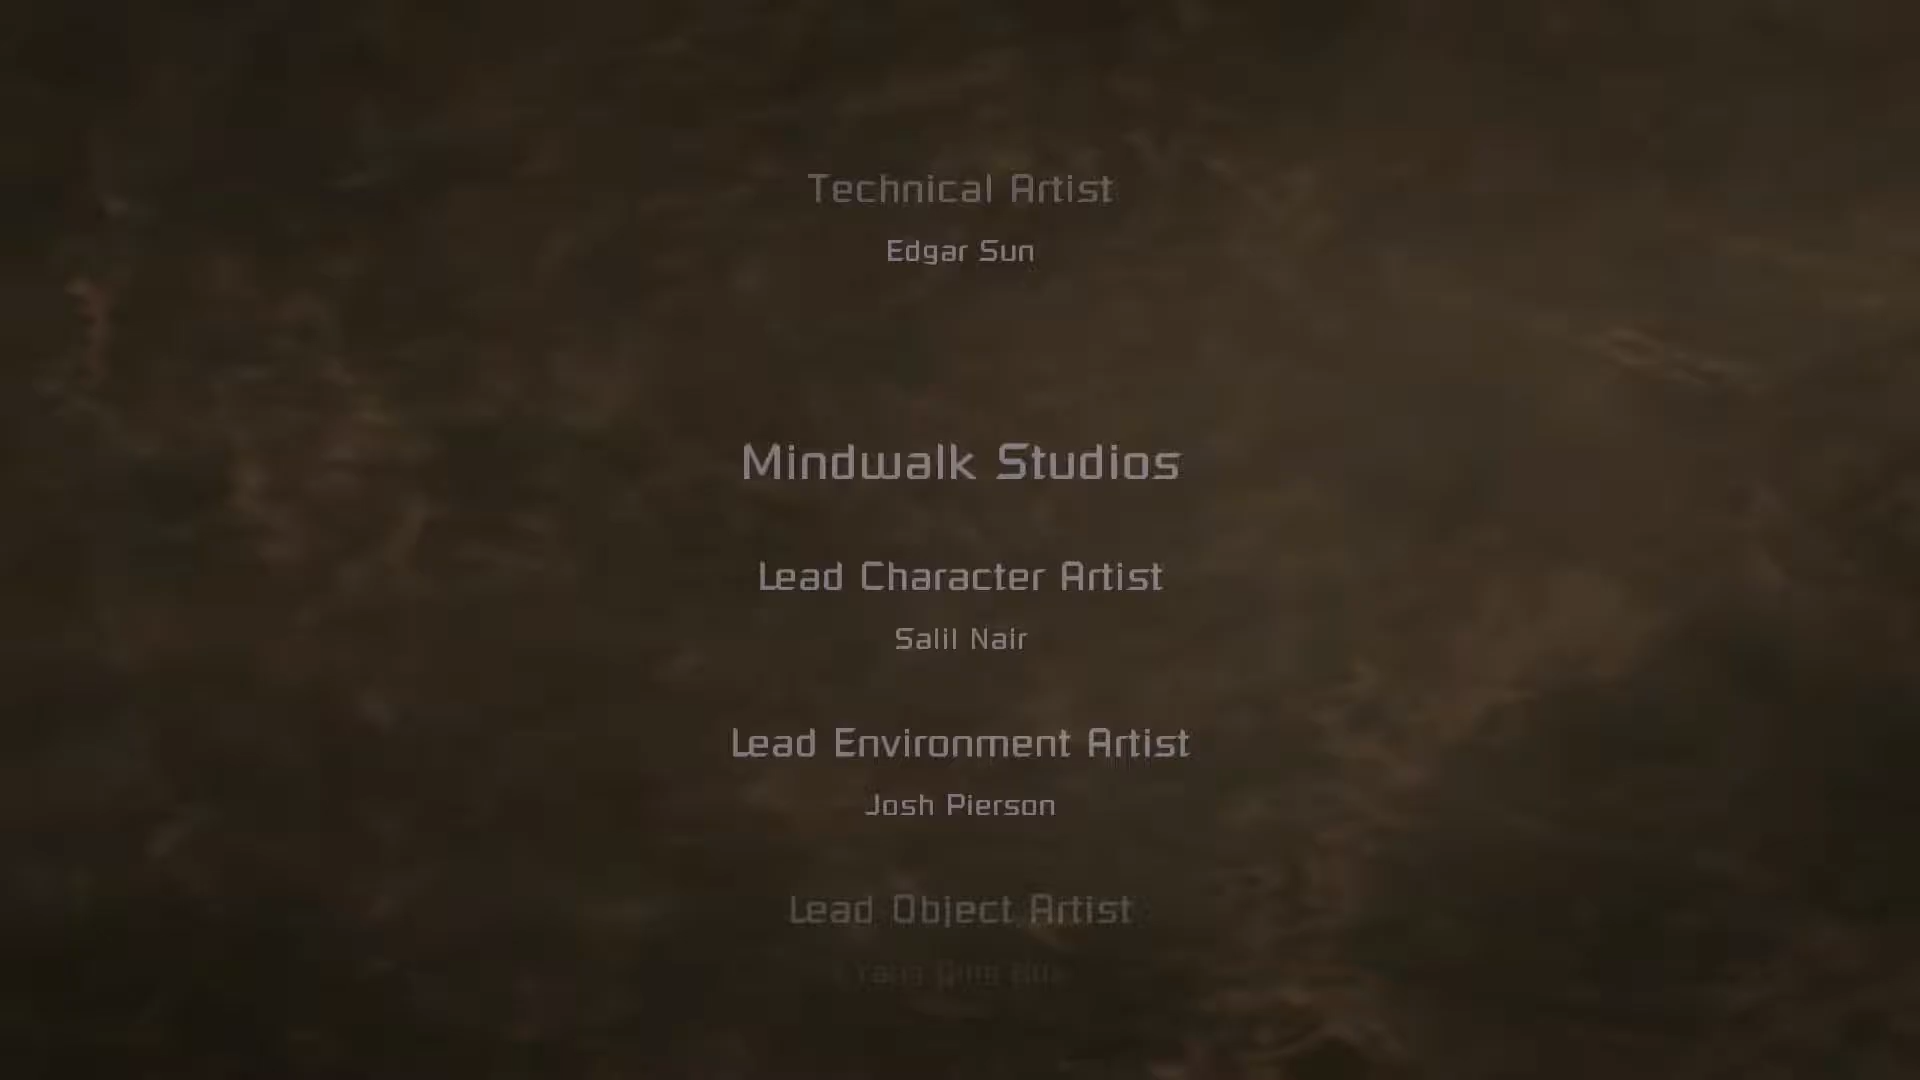 Technical Artist
Edgar Sun
Mindwalk Studios
Lead Character Artist
Salil Nair
Lead Environment Artist
Josh Pierson
Lead Object Artist